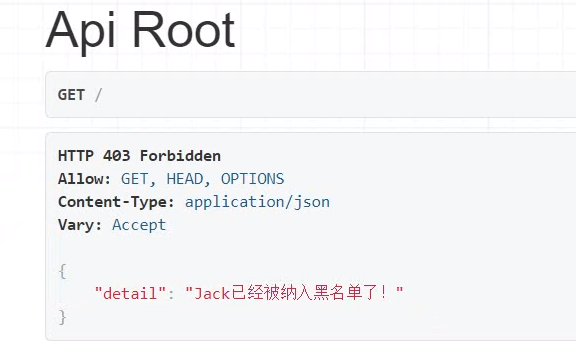 Api Root
GET /
HTTP 403 Forbidden
Allow: GET, HEAD, OPTIONS
Content-Type: application/json
Vary: Accept
{
"detail": "Jack已经被纳入黑名单了！"
}